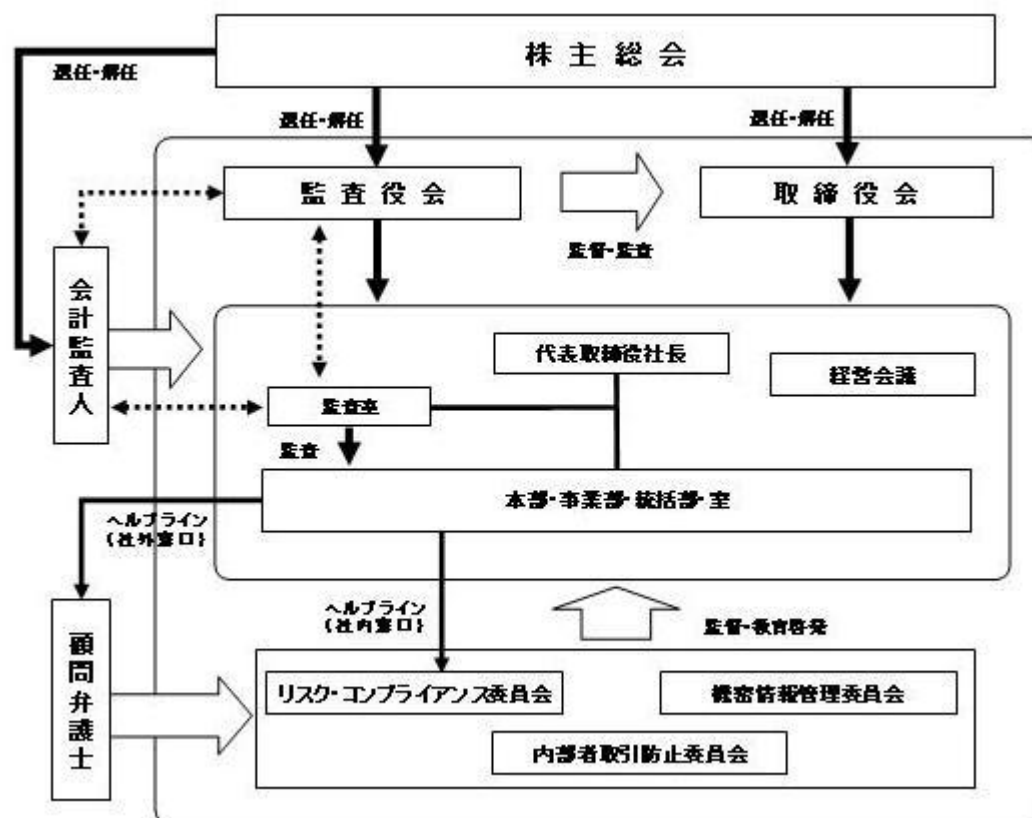 株主総会
選任・解任
選任・解任
選任・解任
監査役会
取締役会
監督・監査
会計監査人
代表取締役社長
経営会議
監査室
監査
本部・事業部・統括部・室
ヘルプライン
(社外窓口)
ヘルプライン
(社内窓口)
監督・教育啓発
顧問弁護士
リスク・コンプライアンス委員会
機密情報管理委員会
内部者取引防止委員会